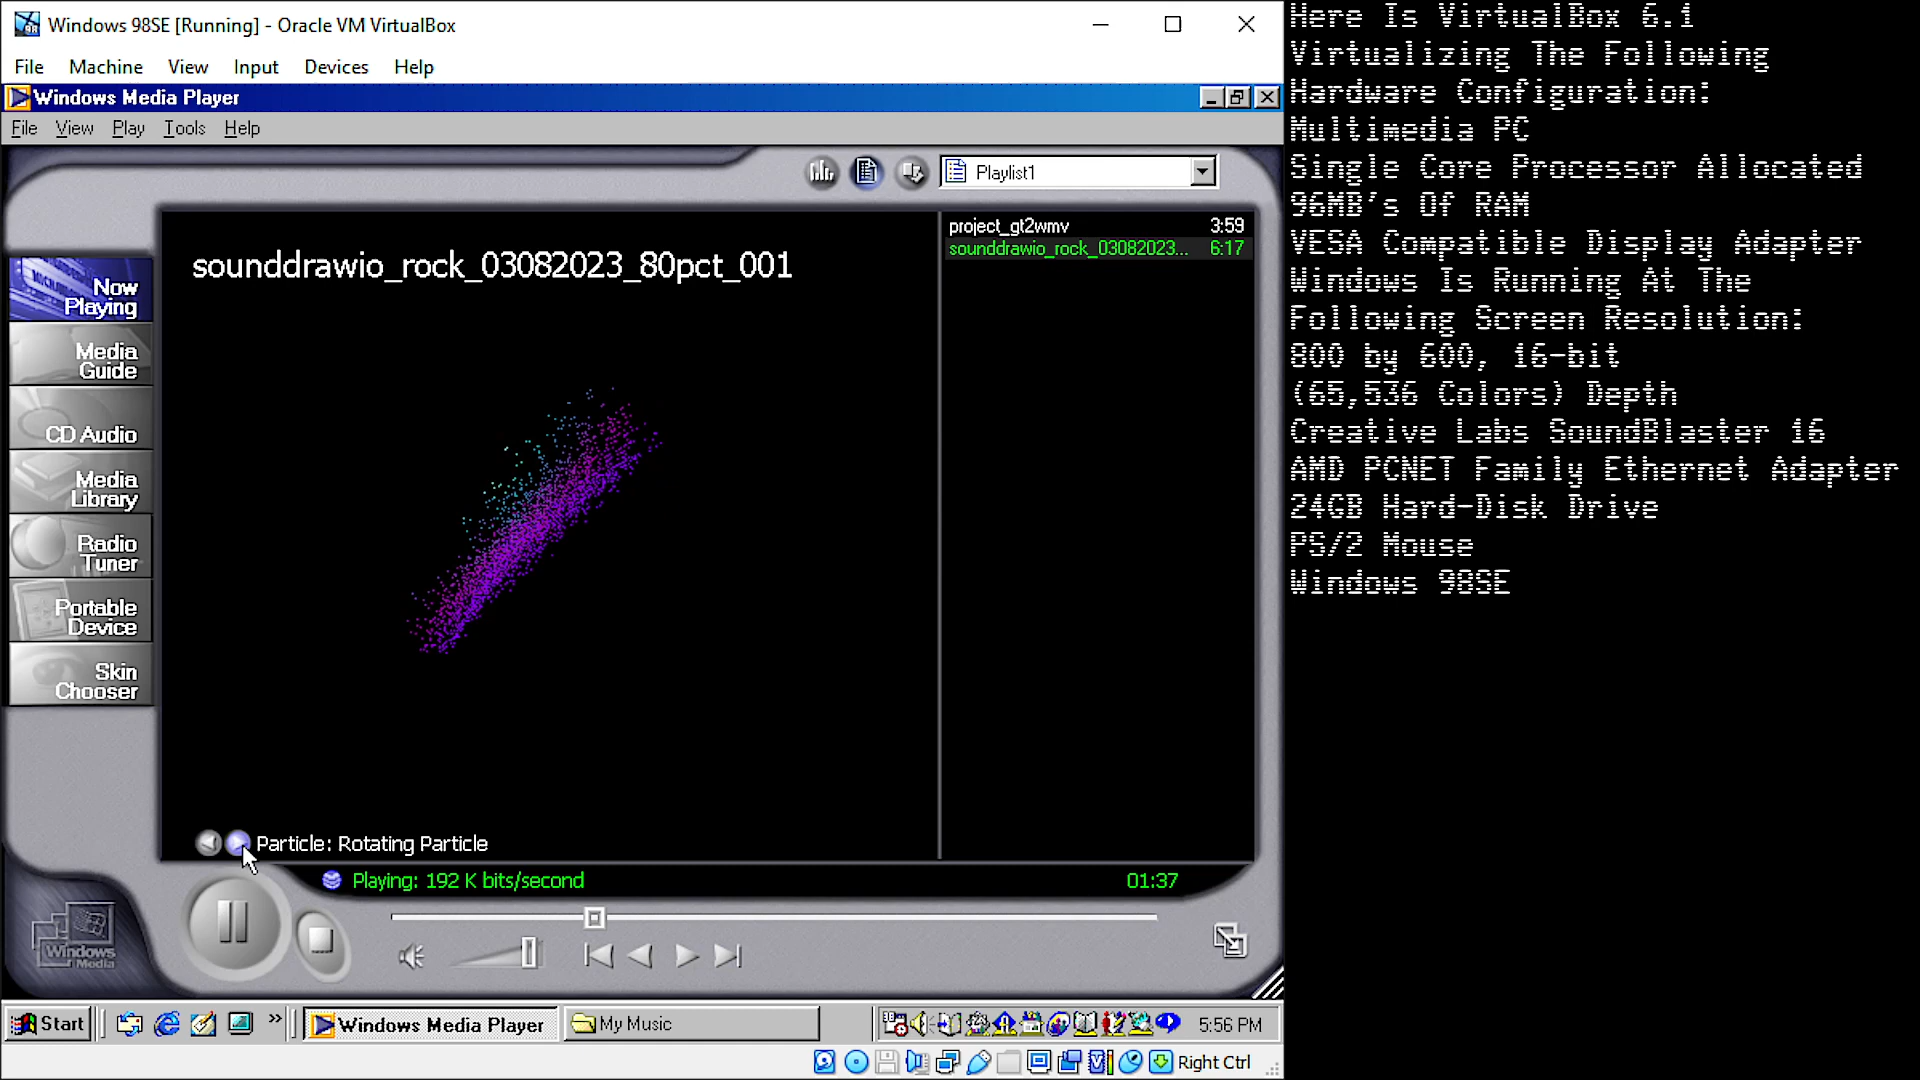 Windows 98SE [Running] - Oracle VM VirtualBox
File Machine View Input Devices Help
Windows Media Player
File View Play Tools Help
Playlist1
project_gt2wmv 3:59
sounddrawio_rock_03082023... 6:17
sounddrawio_rock_03082023_80pct_001
Now
Playing
Media
Guide
CD Audio
Media
Library
Radio
Tuner
Portable
Device
Skin
Chooser
Particle: Rotating Particle
Playing: 192 K bits/second 01:37
Windows
Media
Start » Windows Media Player My Music 5:56 PM
Right Ctrl
Here Is VirtualBox 6.1
Virtualizing The Following
Hardware Configuration:
Multimedia PC
Single Core Processor Allocated
96MB's Of RAM
VESA Compatible Display Adapter
Windows Is Running At The
Following Screen Resolution:
800 by 600, 16-bit
(65,536 Colors) Depth
Creative Labs SoundBlaster 16
AMD PCNET Family Ethernet Adapter
24GB Hard-Disk Drive
PS/2 Mouse
Windows 98SE